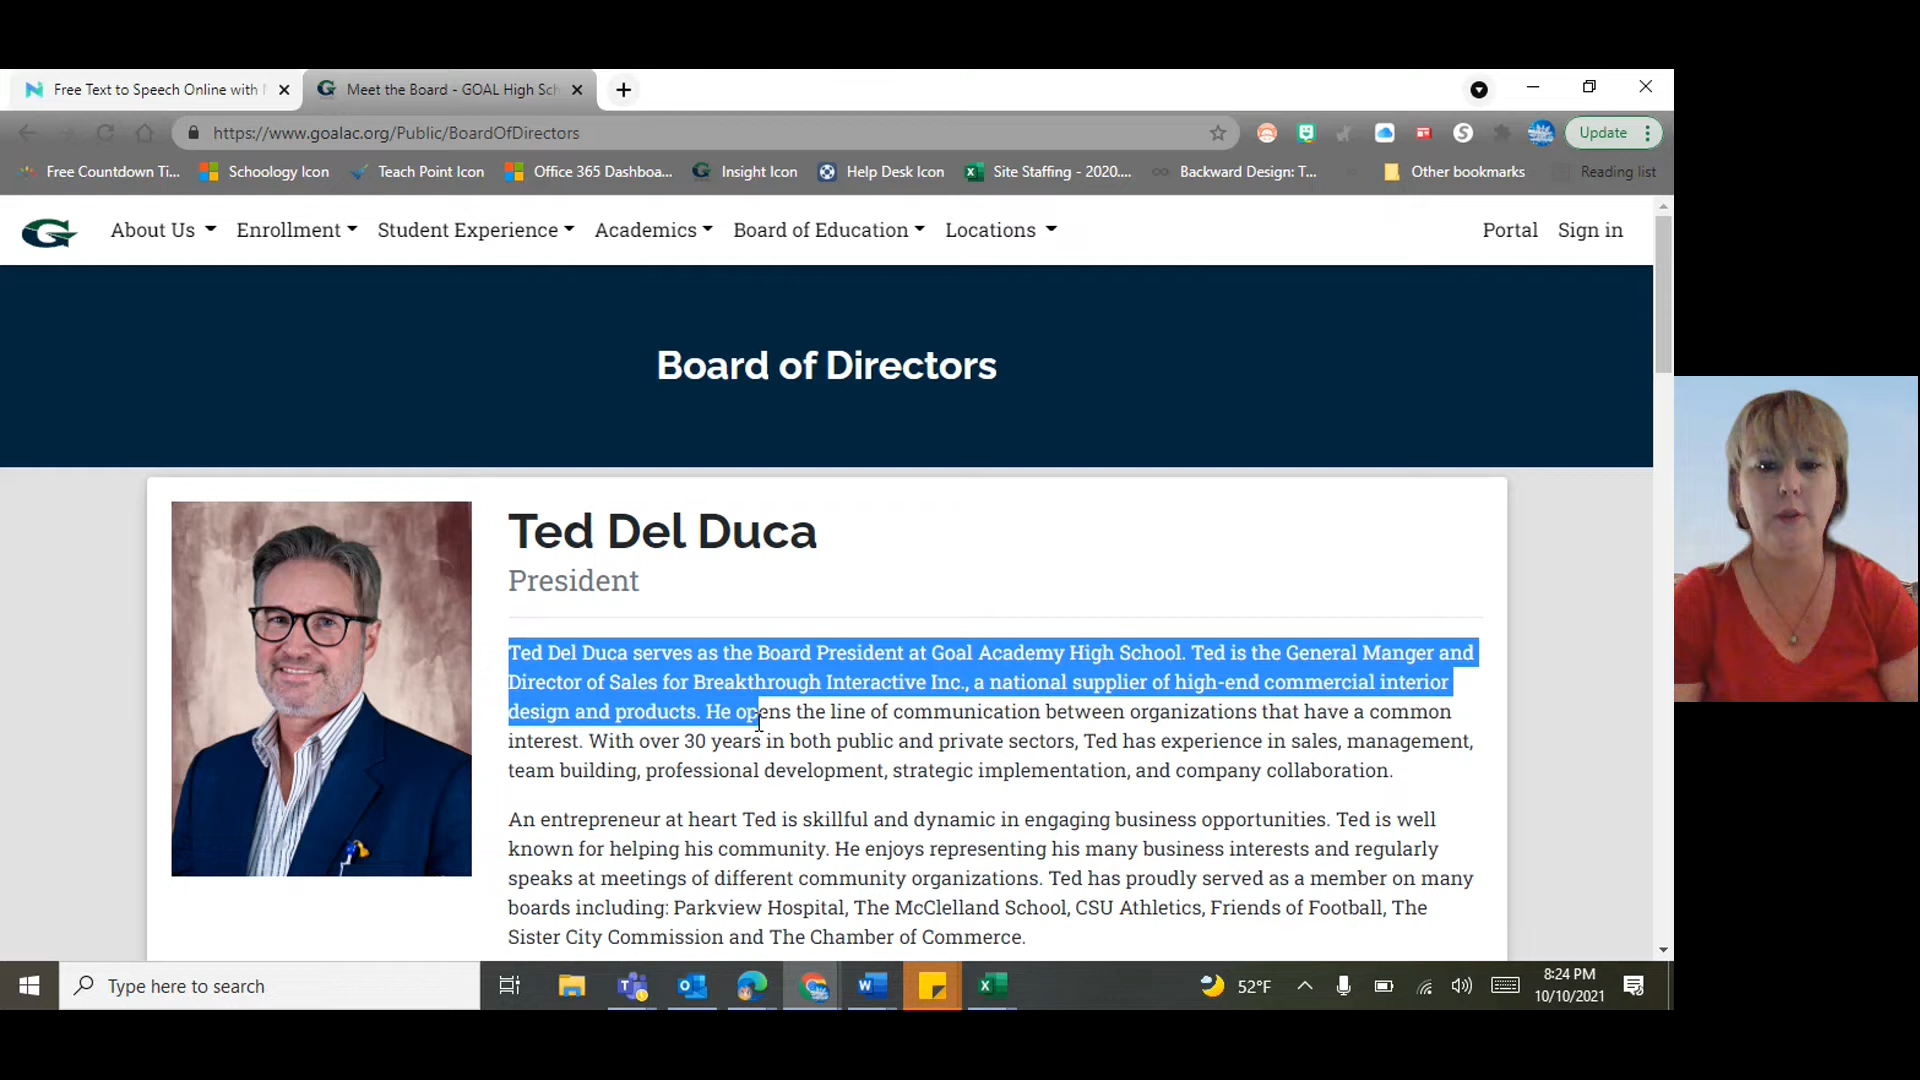 Free Text to Speech Online with
Meet the Board - GOAL High Sch
https://www.goalac.org/Public/BoardOfDirectors
Update
Free Countdown Ti...
Schoology Icon
Teach Point Icon
Office 365 Dashboa...
Insight Icon
Help Desk Icon
Site Staffing - 2020....
Backward Design: T...
Other bookmarks
Reading list
G
About Us
Enrollment
Student Experience
Academics
Board of Education
Locations
Portal
Sign in
Board of Directors
Ted Del Duca
President
Ted Del Duca serves as the Board President at Goal Academy High School. Ted is the General Manger and
Director of Sales for Breakthrough Interactive Inc., a national supplier of high-end commercial interior
design and products. He opens the line of communication between organizations that have a common
interest. With over 30 years in both public and private sectors, Ted has experience in sales, management,
team building, professional development, strategic implementation, and company collaboration.
An entrepreneur at heart Ted is skillful and dynamic in engaging business opportunities. Ted is well
known for helping his community. He enjoys representing his many business interests and regularly
speaks at meetings of different community organizations. Ted has proudly served as a member on many
boards including: Parkview Hospital, The McClelland School, CSU Athletics, Friends of Football, The
Sister City Commission and The Chamber of Commerce.
Type here to search
52°F
8:24 PM
10/10/2021